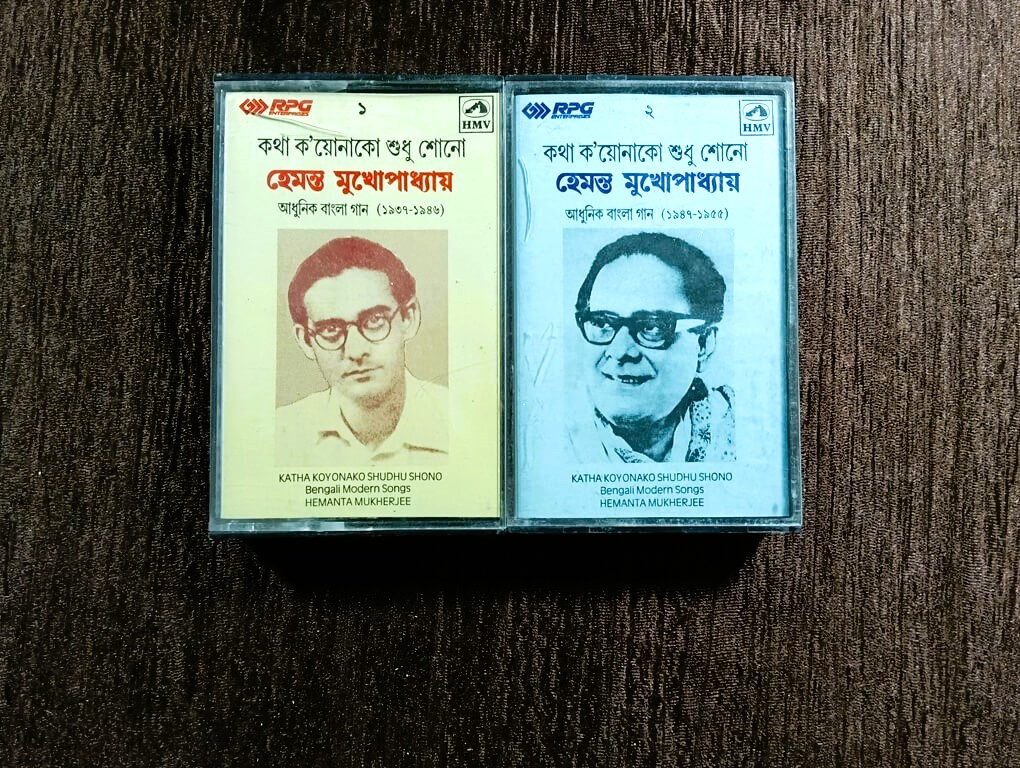 RPG
ENTERPRISES
১
HMV
কথা ক'য়োনাকো শুধু শোনো
হেমন্ত মুখোপাধ্যায়
আধুনিক বাংলা গান (১৯৩৭-১৯৪৬)
KATHA KOYONAKO SHUDHU SHONO
Bengali Modern Songs
HEMANTA MUKHERJEE
RPG
ENTERPRISES
২
HMV
কথা ক'য়োনাকো শুধু শোনো
হেমন্ত মুখোপাধ্যায়
আধুনিক বাংলা গান (১৯৪৭-১৯৫৫)
KATHA KOYONAKO SHUDHU SHONO
Bengali Modern Songs
HEMANTA MUKHERJEE